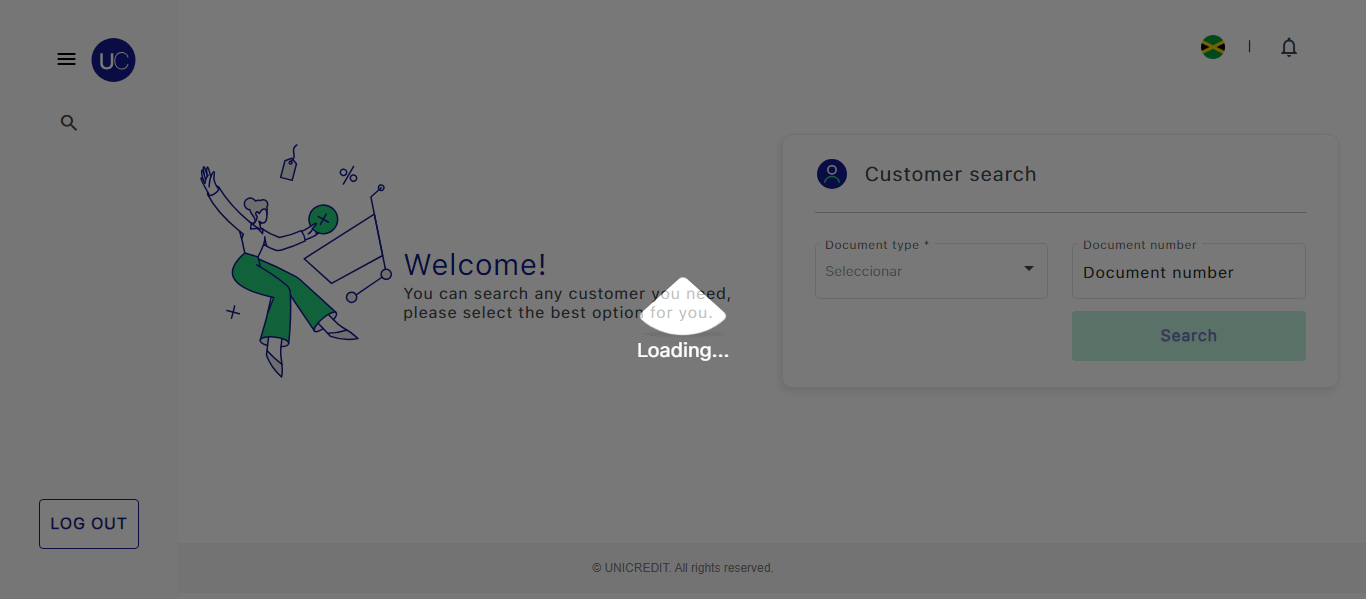 UC
Customer search
Document type *
Document number
Seleccionar
Document number
Welcome!
You can search any customer you need,
please select the best option for you.
Search
Loading...
LOG OUT
© UNICREDIT. All rights reserved.